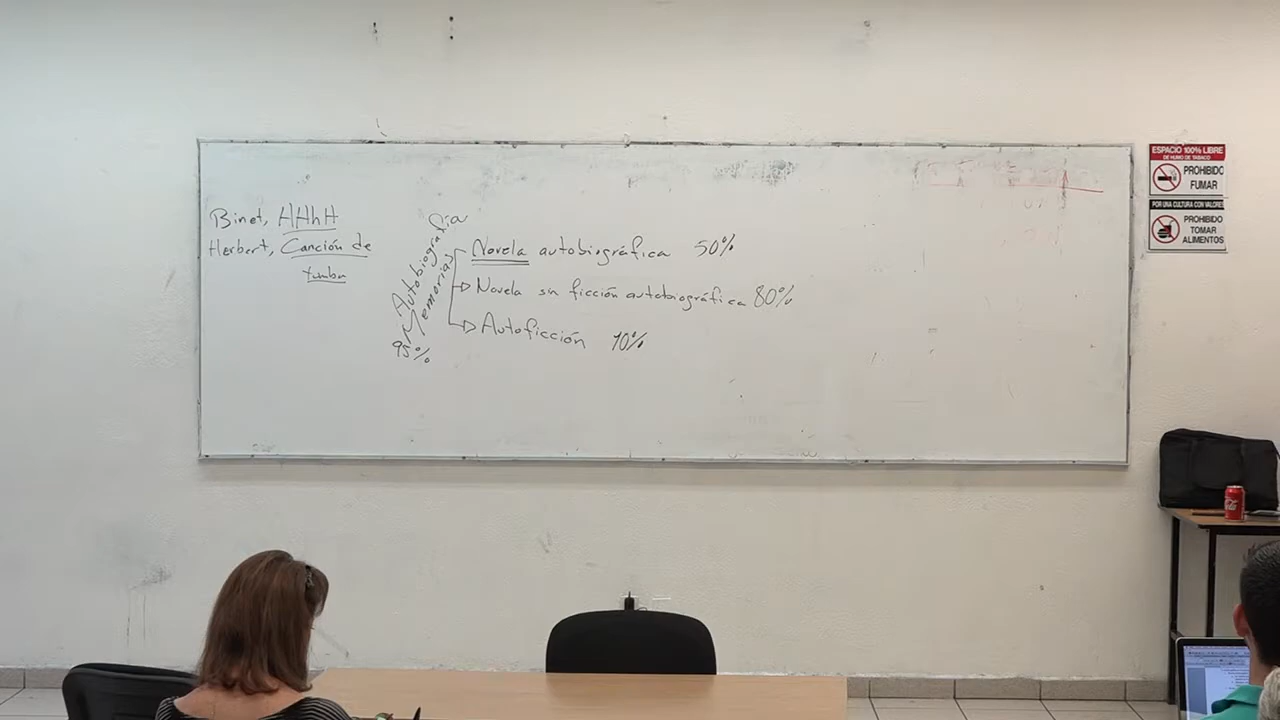 Binet, HHhH
Herbert, Canción de
tumba
Autobiografía
Memorias
95%
Novela autobiográfica 50%
Novela sin ficción autobiográfica 80%
Autoficción 10%
ESPACIO 100% LIBRE
DE HUMO DE TABACO
PROHIBIDO
FUMAR
POR UNA CULTURA CON VALORES
PROHIBIDO
TOMAR
ALIMENTOS